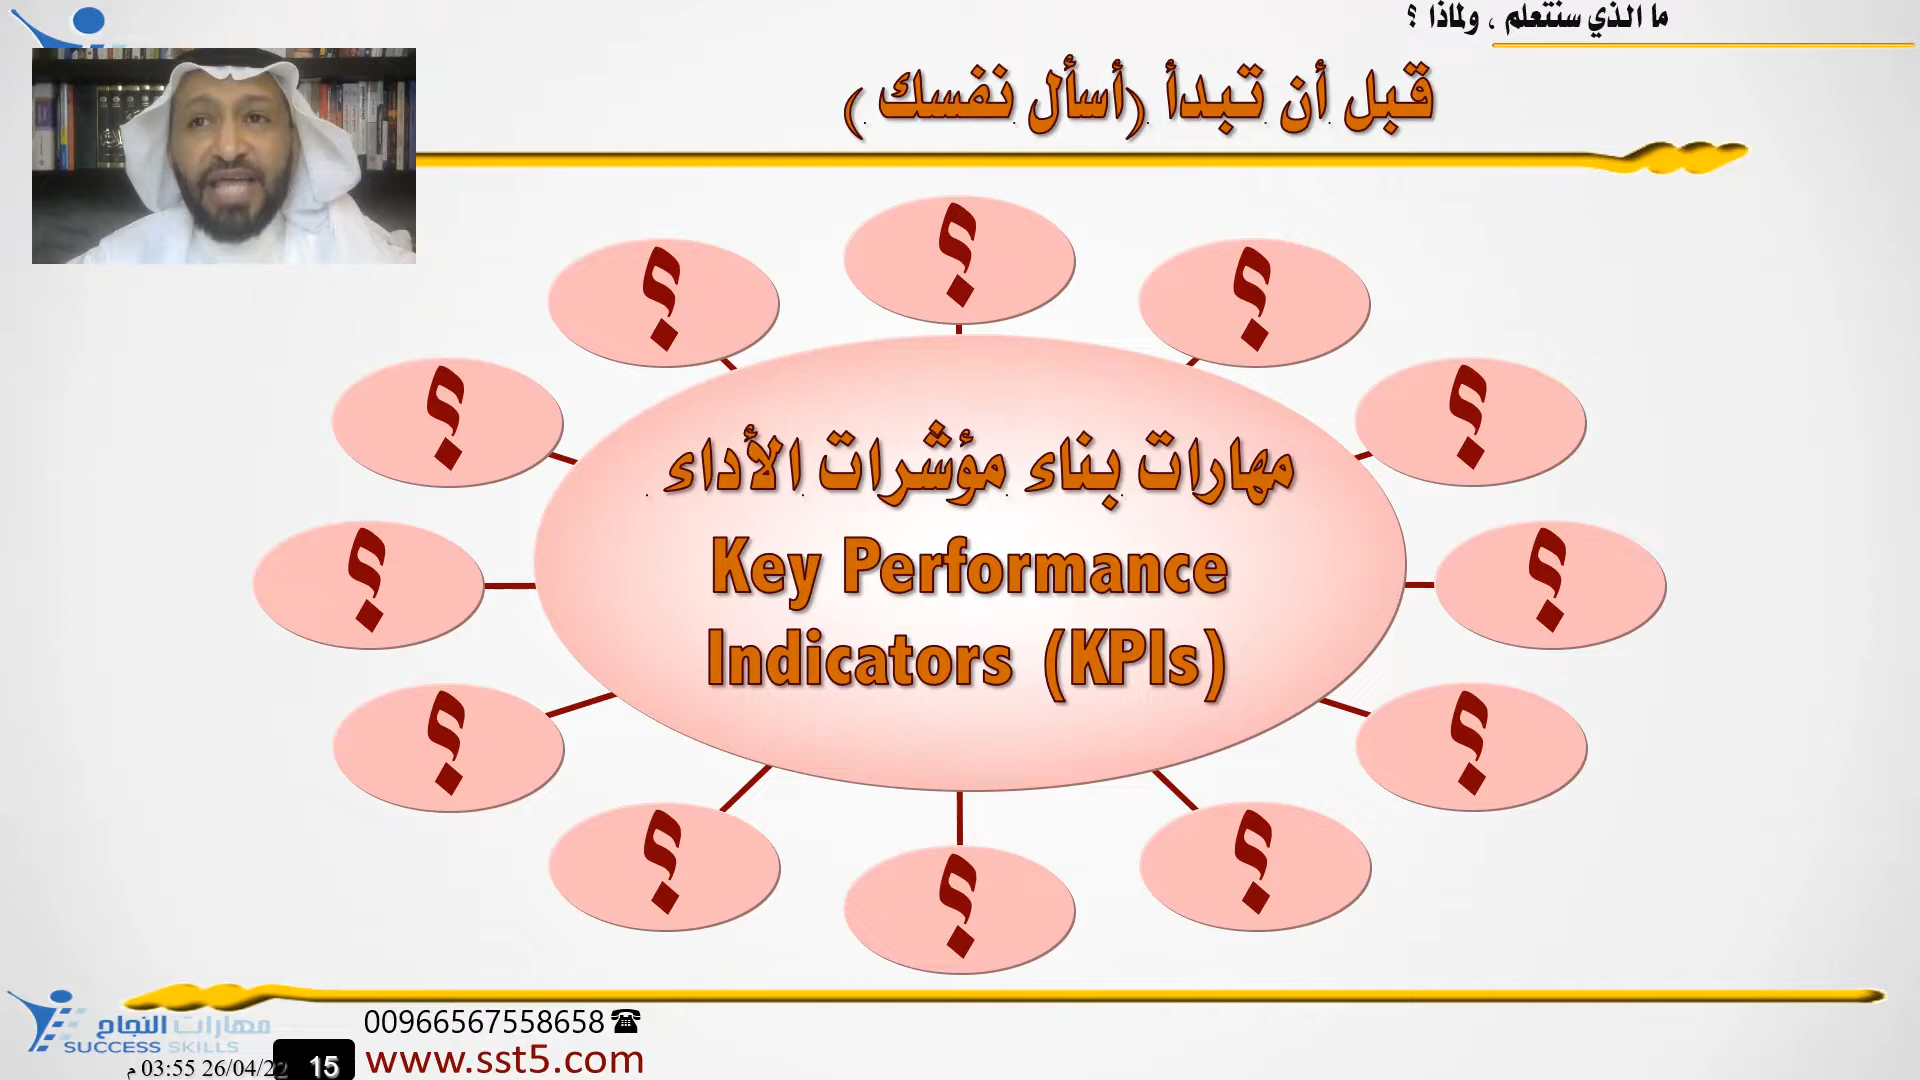 ما الذي سنتعلم ، ولماذا ؟
قبل أن تبدأ (أسأل نفسك )
؟
؟
؟
؟
؟
؟
؟
؟
؟
؟
؟
؟
مهارات بناء مؤشرات الأداء
Key Performance
Indicators (KPIs)
مهارات النجاح
SUCCESS SKILLS
00966567558658
www.sst5.com
03:55 26/04/22 م
15